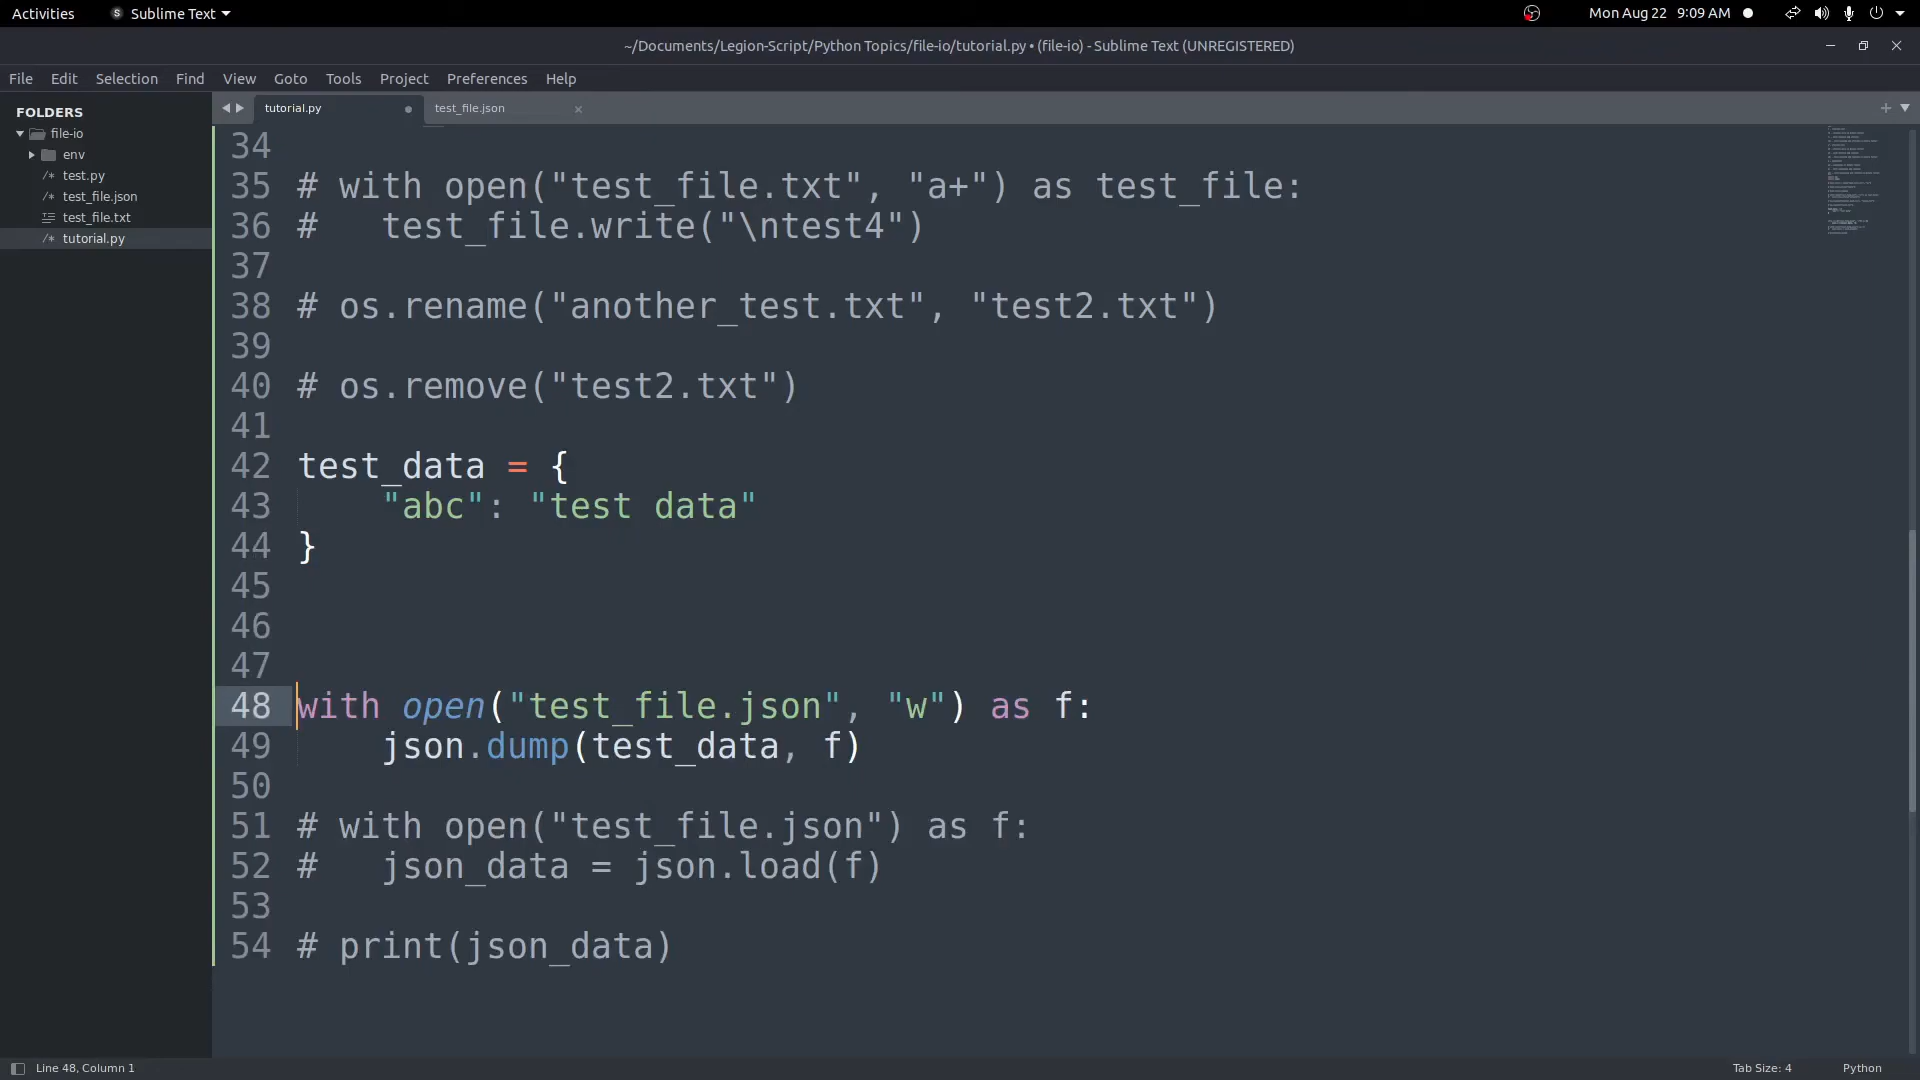 Activities
Sublime Text
Mon Aug 22 9:09 AM
~/Documents/Legion-Script/Python Topics/file-io/tutorial.py • (file-io) - Sublime Text (UNREGISTERED)
File Edit Selection Find View Goto Tools Project Preferences Help
FOLDERS
file-io
env
/* test.py
/* test_file.json
test_file.txt
/* tutorial.py
tutorial.py
test_file.json
34
35 # with open("test_file.txt", "a+") as test_file:
36 #   test_file.write("\ntest4")
37
38 # os.rename("another_test.txt", "test2.txt")
39
40 # os.remove("test2.txt")
41
42 test_data = {
43     "abc": "test data"
44 }
45
46
47
48 with open("test_file.json", "w") as f:
49     json.dump(test_data, f)
50
51 # with open("test_file.json") as f:
52 #   json_data = json.load(f)
53
54 # print(json_data)
Line 48, Column 1
Tab Size: 4
Python